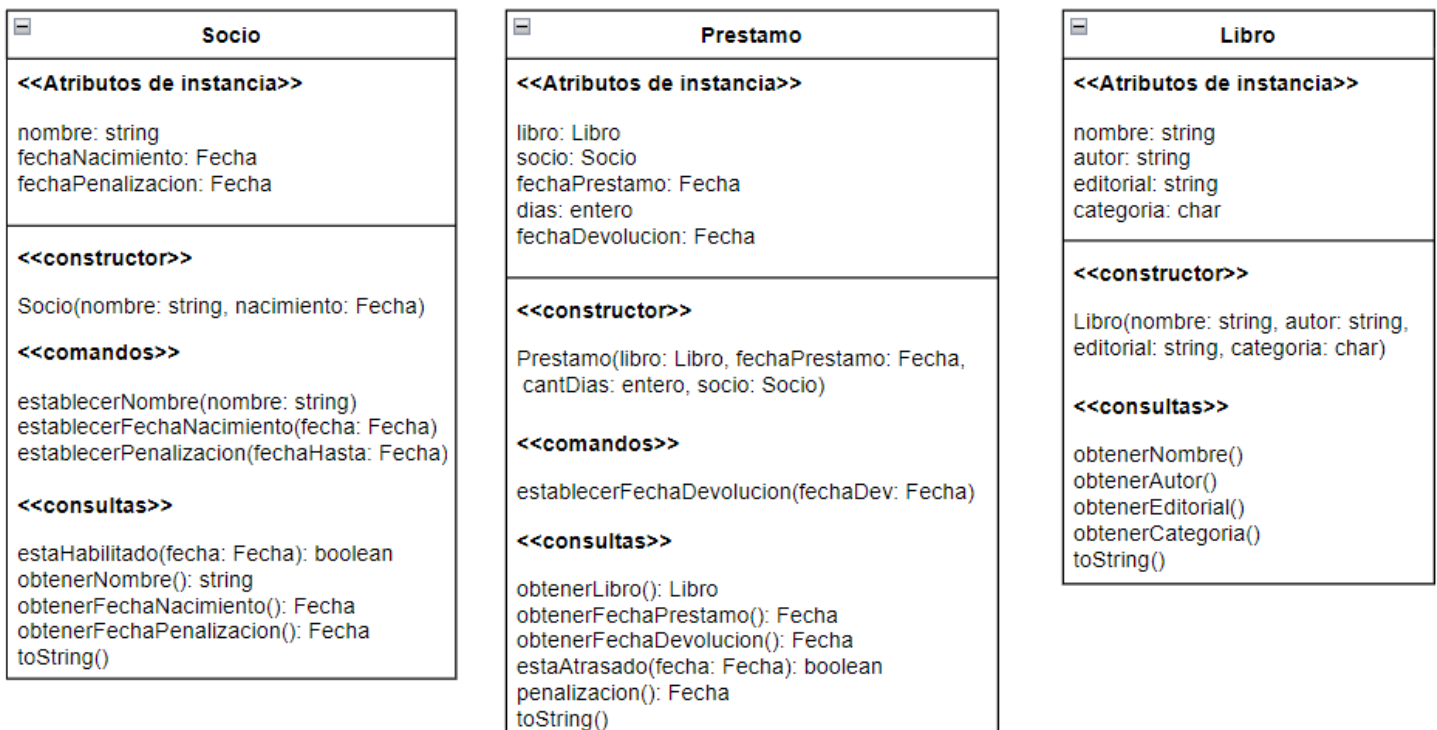 Socio
<<Atributos de instancia>>
nombre: string
fechaNacimiento: Fecha
fechaPenalizacion: Fecha
<<constructor>>
Socio(nombre: string, nacimiento: Fecha)
<<comandos>>
establecerNombre(nombre: string)
establecerFechaNacimiento(fecha: Fecha)
establecerPenalizacion(fechaHasta: Fecha)
<<consultas>>
estaHabilitado(fecha: Fecha): boolean
obtenerNombre(): string
obtenerFechaNacimiento(): Fecha
obtenerFechaPenalizacion(): Fecha
toString()
Prestamo
<<Atributos de instancia>>
libro: Libro
socio: Socio
fechaPrestamo: Fecha
dias: entero
fechaDevolucion: Fecha
<<constructor>>
Prestamo(libro: Libro, fechaPrestamo: Fecha,
cantDias: entero, socio: Socio)
<<comandos>>
establecerFechaDevolucion(fechaDev: Fecha)
<<consultas>>
obtenerLibro(): Libro
obtenerFechaPrestamo(): Fecha
obtenerFechaDevolucion(): Fecha
estaAtrasado(fecha: Fecha): boolean
penalizacion(): Fecha
toString()
Libro
<<Atributos de instancia>>
nombre: string
autor: string
editorial: string
categoria: char
<<constructor>>
Libro(nombre: string, autor: string,
editorial: string, categoria: char)
<<consultas>>
obtenerNombre()
obtenerAutor()
obtenerEditorial()
obtenerCategoria()
toString()